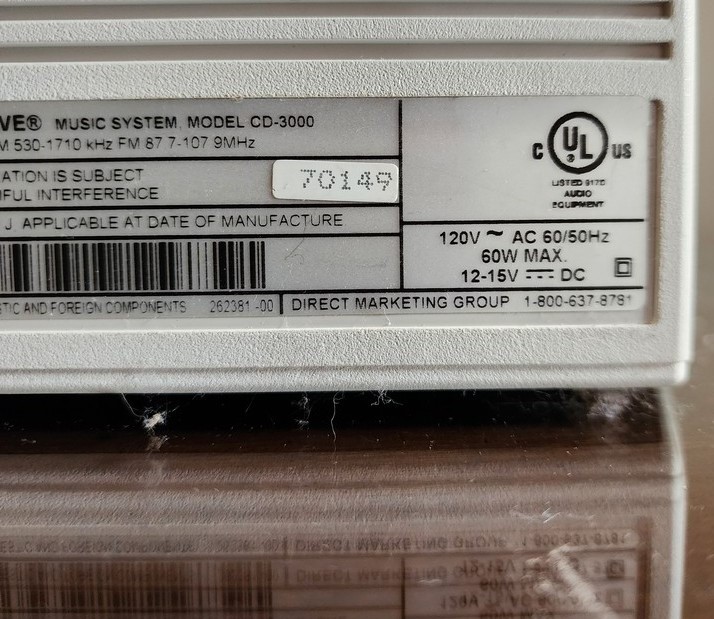 VE® MUSIC SYSTEM, MODEL CD-3000
M 530-1710 kHz FM 87.7-107.9MHz
ATION IS SUBJECT
FUL INTERFERENCE
70149
J. APPLICABLE AT DATE OF MANUFACTURE
TIC AND FOREIGN COMPONENTS 262381-00
DIRECT MARKETING GROUP 1-800-637-8781
C UL® US
LISTED 917D
AUDIO
EQUIPMENT
120V ~ AC 60/50Hz
60W MAX.
12-15V ⎓ DC